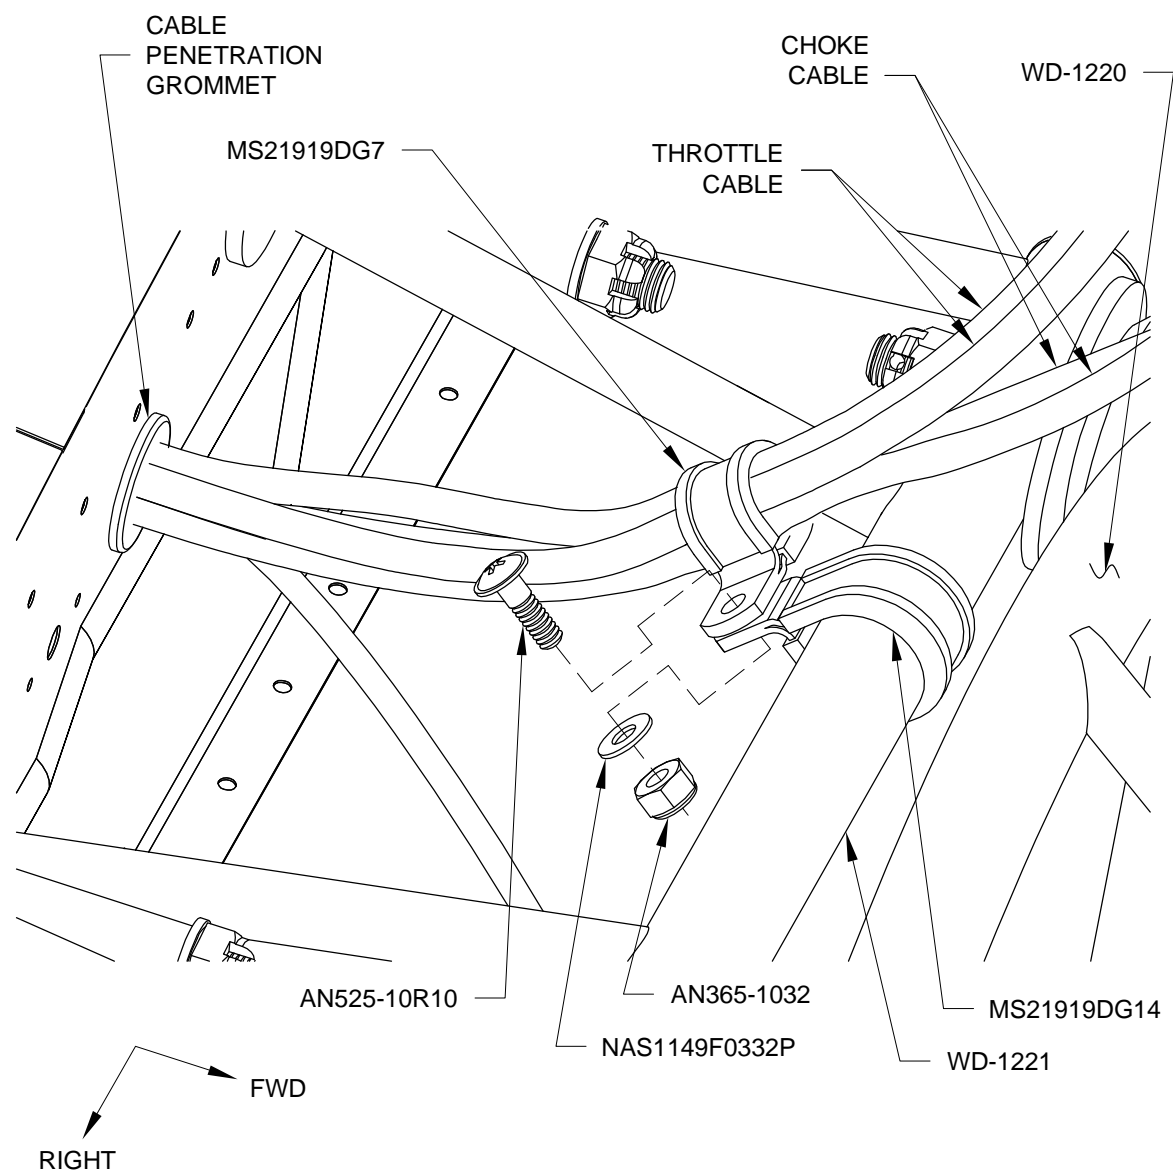 CABLE
PENETRATION
GROMMET
CHOKE
CABLE
WD-1220
MS21919DG7
THROTTLE
CABLE
AN525-10R10
AN365-1032
MS21919DG14
NAS1149F0332P
WD-1221
FWD
RIGHT